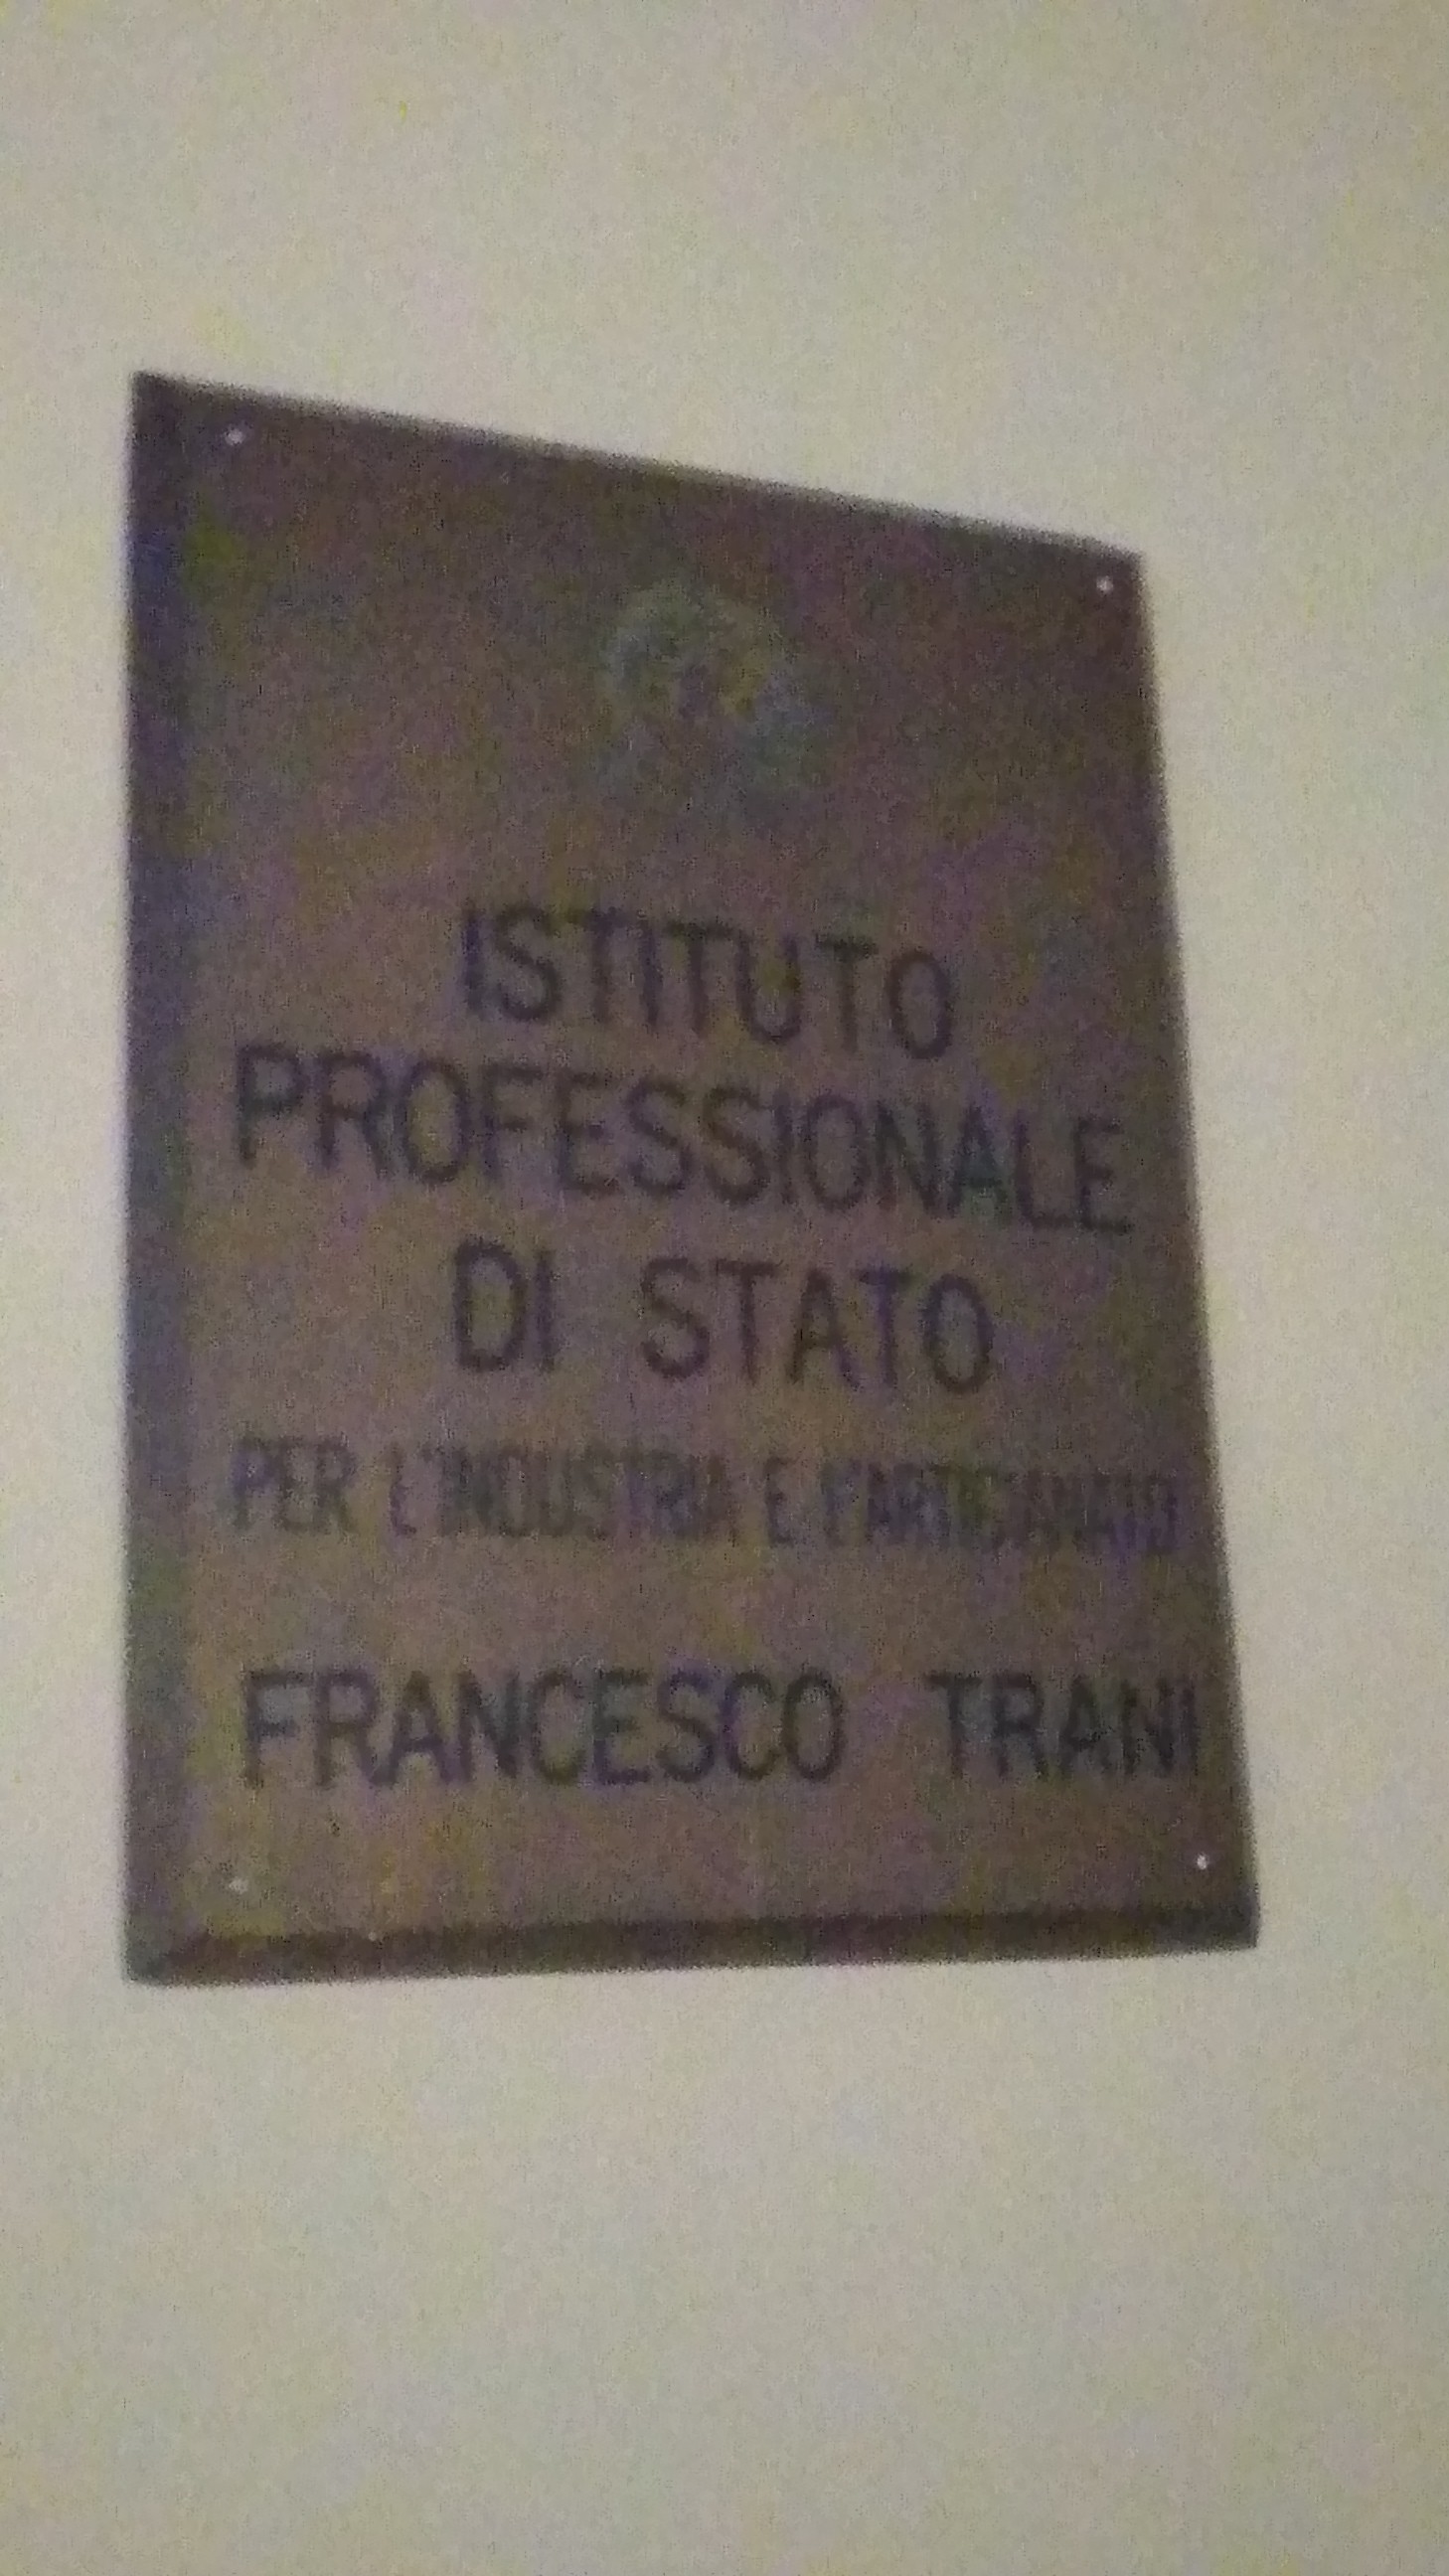 ISTITUTO
PROFESSIONALE
DI STATO
PER L'INDUSTRIA E L'ARTIGIANATO
FRANCESCO TRANI